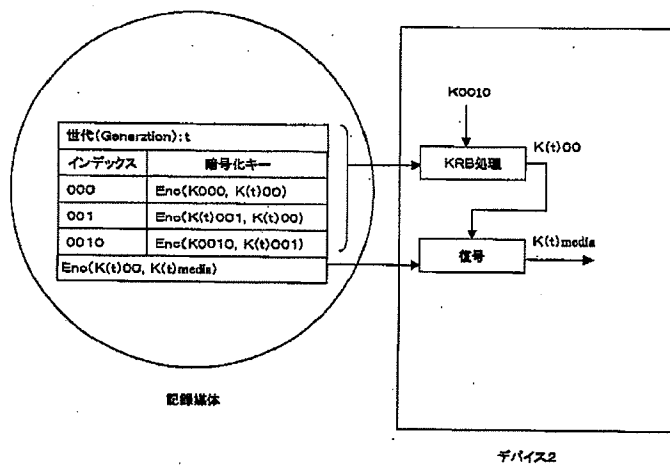 世代(Generztion):t
インデックス 暗号化キー
000 Enc(K000, K(t)00)
001 Enc(K(t)001, K(t)00)
0010 Enc(K0010, K(t)001)
Enc(K(t)00, K(t)media)
記録媒体
K0010
KRB処理
K(t)00
復号
K(t)media
デバイス2